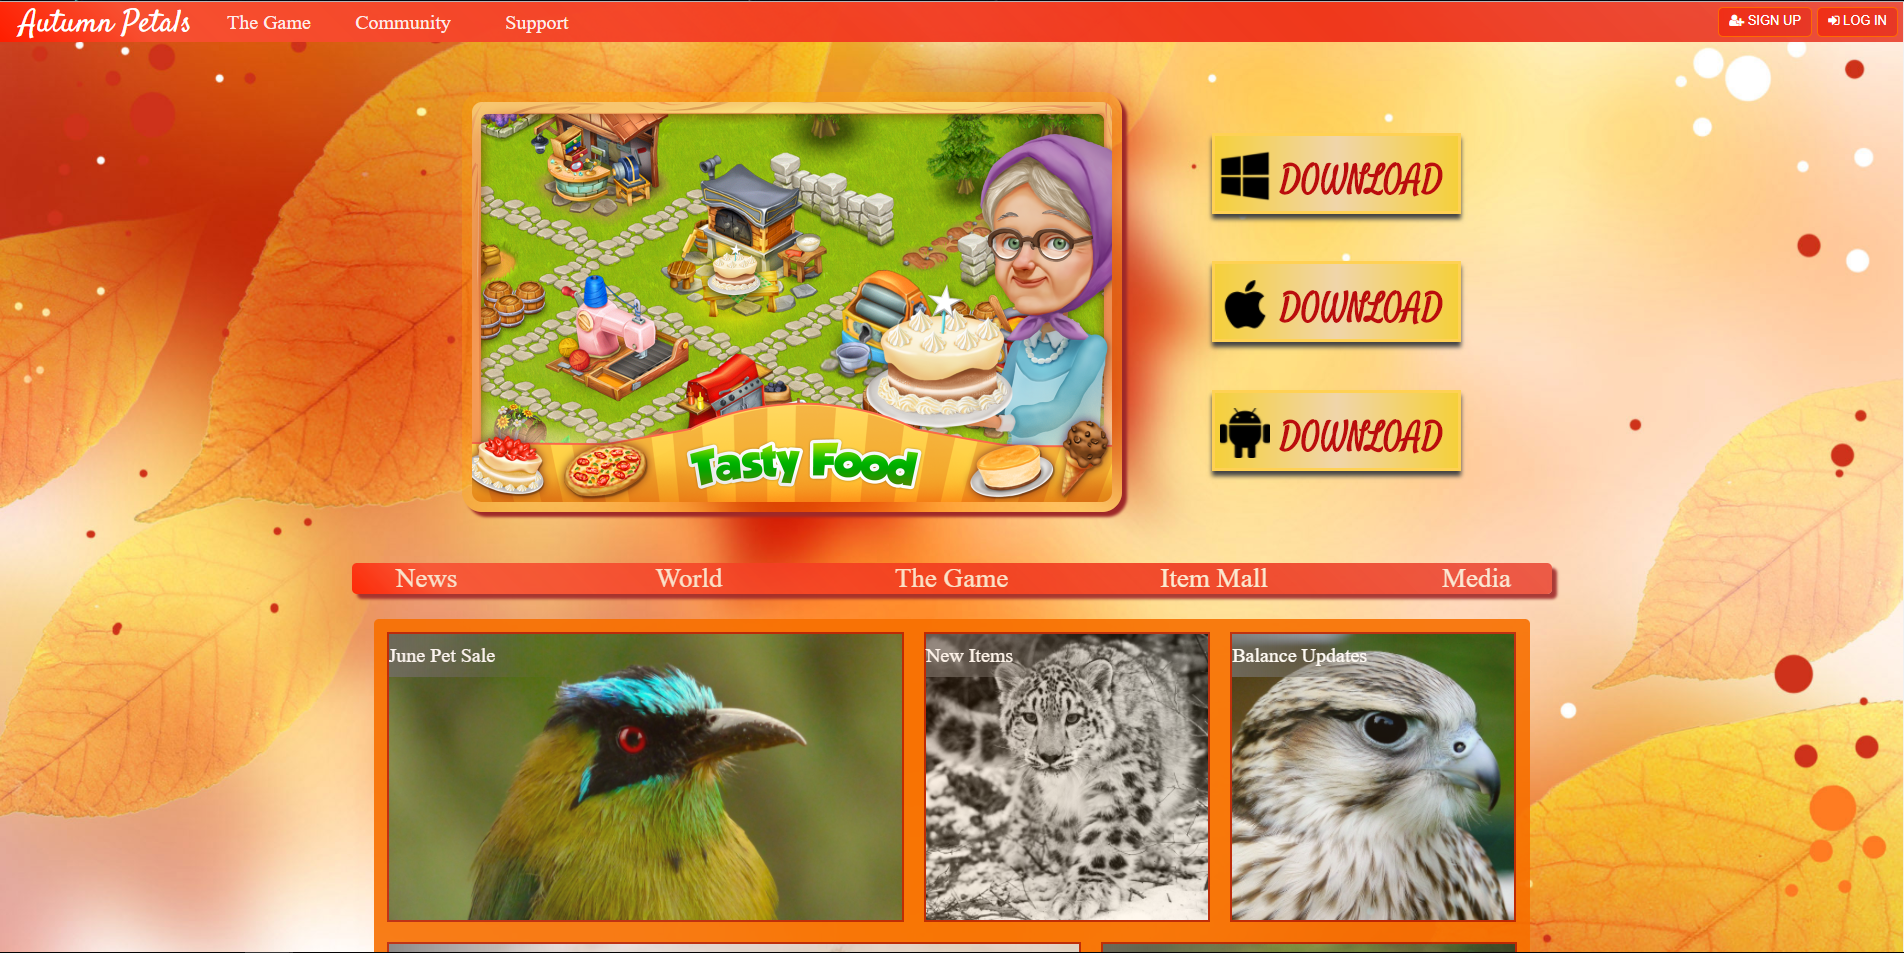 Autumn Petals
The Game
Community
Support
SIGN UP
LOG IN
DOWNLOAD
DOWNLOAD
DOWNLOAD
Tasty Food
News
World
The Game
Item Mall
Media
June Pet Sale
New Items
Balance Updates